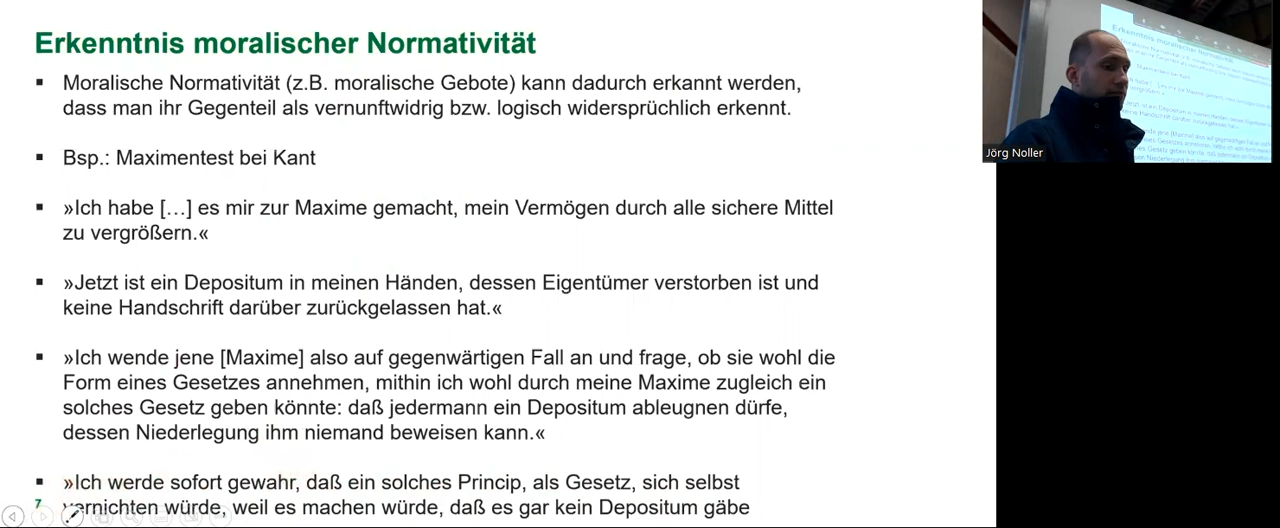 Erkenntnis moralischer Normativität
▪ Moralische Normativität (z.B. moralische Gebote) kann dadurch erkannt werden,
dass man ihr Gegenteil als vernunftwidrig bzw. logisch widersprüchlich erkennt.
▪ Bsp.: Maximentest bei Kant
▪ »Ich habe […] es mir zur Maxime gemacht, mein Vermögen durch alle sichere Mittel
zu vergrößern.«
▪ »Jetzt ist ein Depositum in meinen Händen, dessen Eigentümer verstorben ist und
keine Handschrift darüber zurückgelassen hat.«
▪ »Ich wende jene [Maxime] also auf gegenwärtigen Fall an und frage, ob sie wohl die
Form eines Gesetzes annehmen, mithin ich wohl durch meine Maxime zugleich ein
solches Gesetz geben könnte: daß jedermann ein Depositum ableugnen dürfe,
dessen Niederlegung ihm niemand beweisen kann.«
▪ »Ich werde sofort gewahr, daß ein solches Princip, als Gesetz, sich selbst
vernichten würde, weil es machen würde, daß es gar kein Depositum gäbe
7
Jörg Noller
Erkenntnis moralischer Normativität